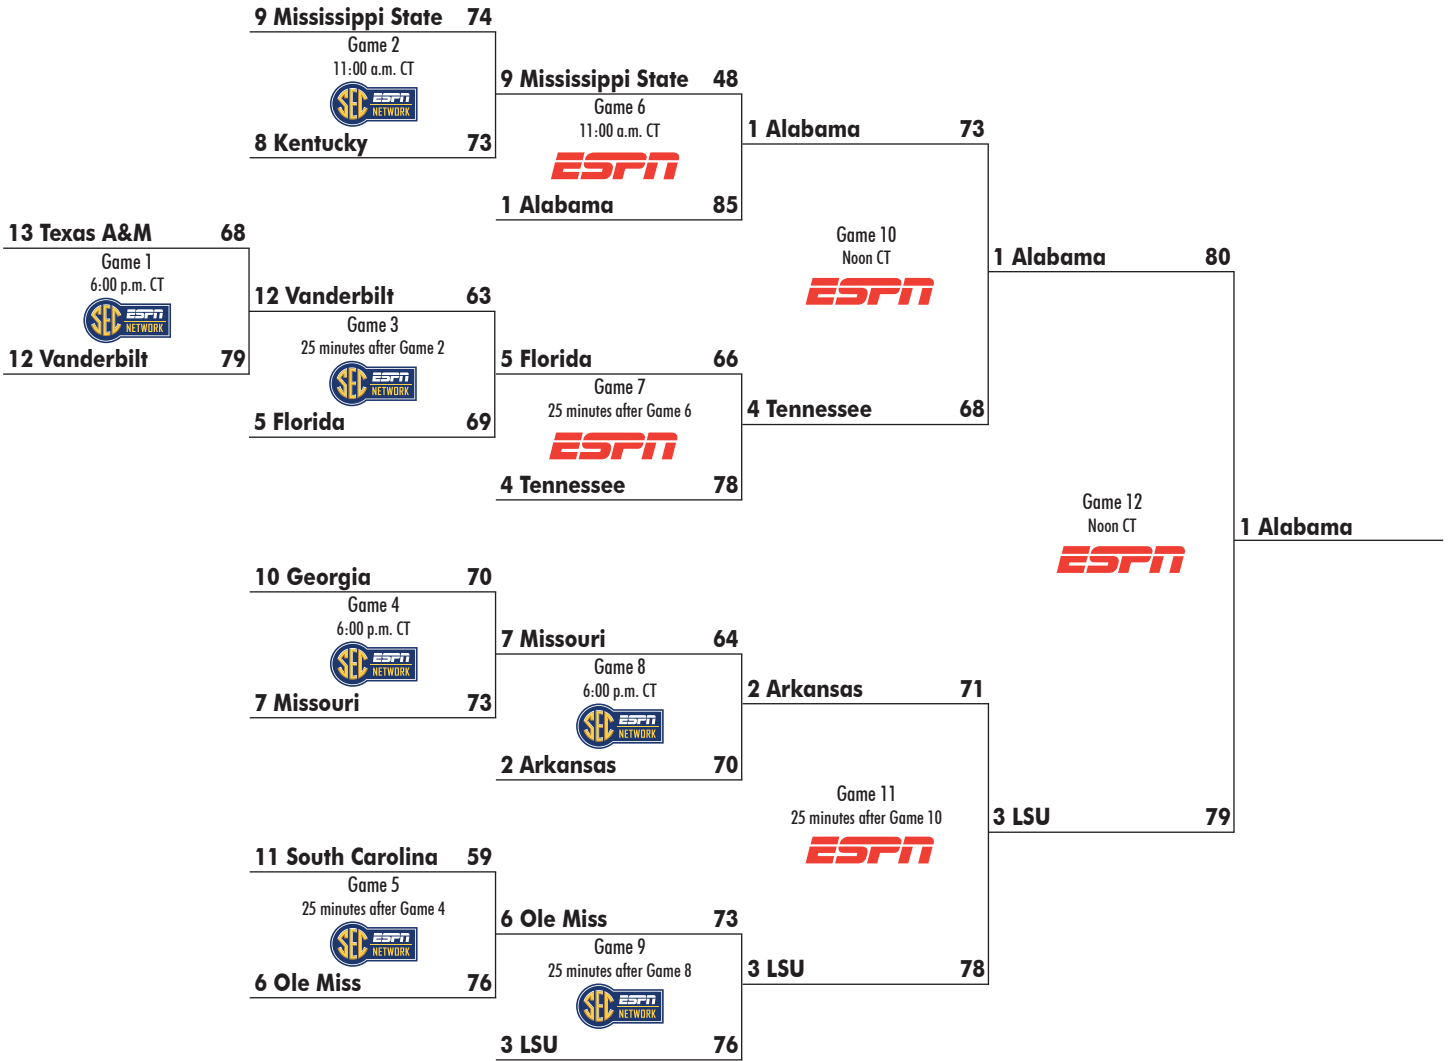 9 Mississippi State 74
Game 2
11:00 a.m. CT
SEC ESPN NETWORK
8 Kentucky 73
9 Mississippi State 48
Game 6
11:00 a.m. CT
ESPN
1 Alabama 85
1 Alabama 73
Game 10
Noon CT
ESPN
4 Tennessee 68
13 Texas A&M 68
Game 1
6:00 p.m. CT
SEC ESPN NETWORK
12 Vanderbilt 79
12 Vanderbilt 63
Game 3
25 minutes after Game 2
SEC ESPN NETWORK
5 Florida 69
5 Florida 66
Game 7
25 minutes after Game 6
ESPN
4 Tennessee 78
1 Alabama 80
Game 12
Noon CT
ESPN
3 LSU 79
1 Alabama
10 Georgia 70
Game 4
6:00 p.m. CT
SEC ESPN NETWORK
7 Missouri 73
7 Missouri 64
Game 8
6:00 p.m. CT
SEC ESPN NETWORK
2 Arkansas 70
2 Arkansas 71
Game 11
25 minutes after Game 10
ESPN
3 LSU 78
11 South Carolina 59
Game 5
25 minutes after Game 4
SEC ESPN NETWORK
6 Ole Miss 76
6 Ole Miss 73
Game 9
25 minutes after Game 8
SEC ESPN NETWORK
3 LSU 76